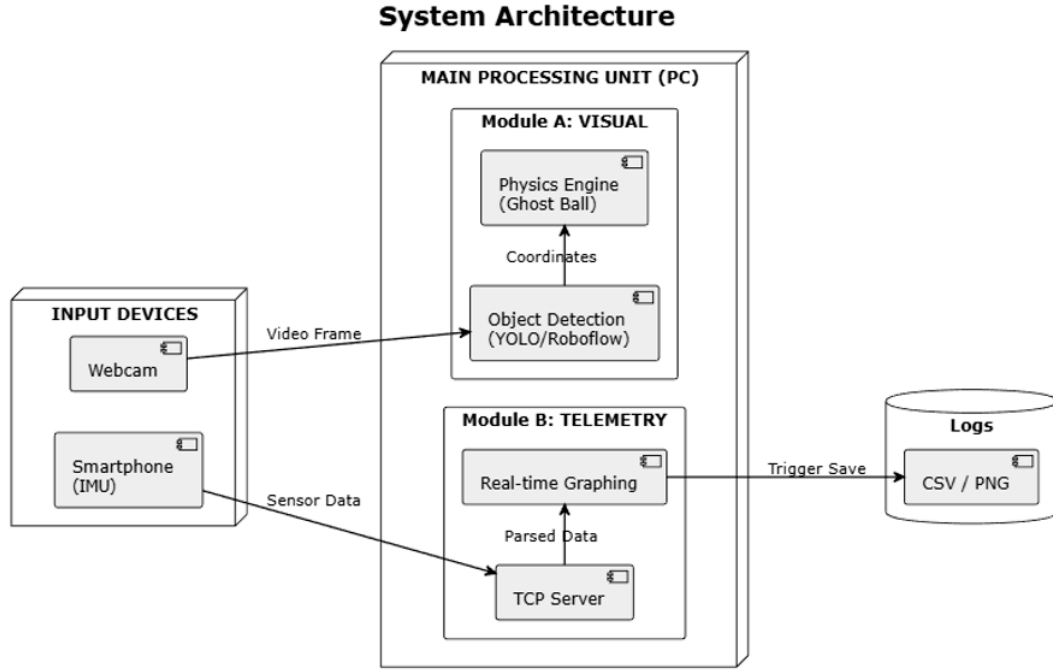 System Architecture
MAIN PROCESSING UNIT (PC)
Module A: VISUAL
Physics Engine
(Ghost Ball)
Coordinates
Object Detection
(YOLO/Roboflow)
INPUT DEVICES
Webcam
Video Frame
Smartphone
(IMU)
Sensor Data
Module B: TELEMETRY
Real-time Graphing
Parsed Data
TCP Server
Trigger Save
Logs
CSV / PNG